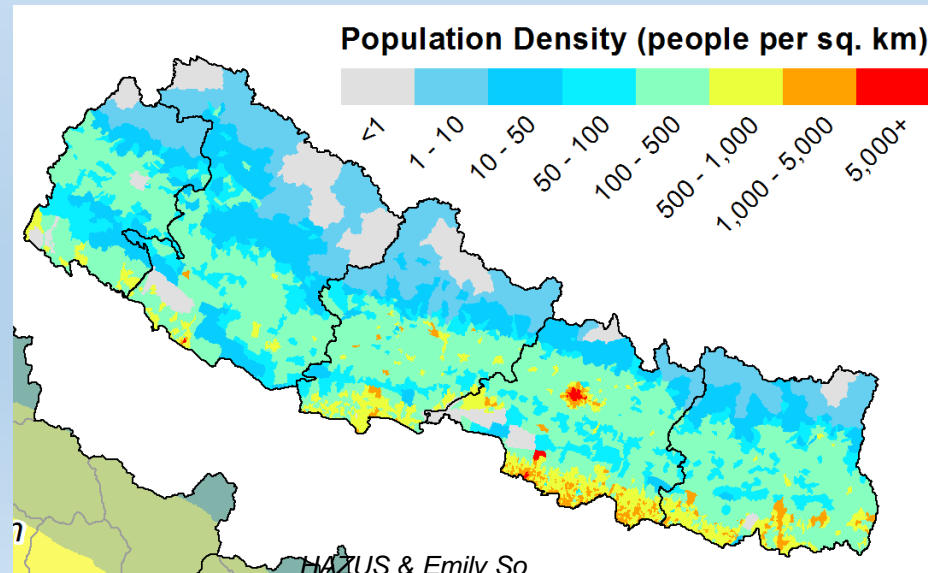 Population Density (people per sq. km)
<1
1 - 10
10 - 50
50 - 100
100 - 500
500 - 1,000
1,000 - 5,000
5,000+
HAZUS & Emily So